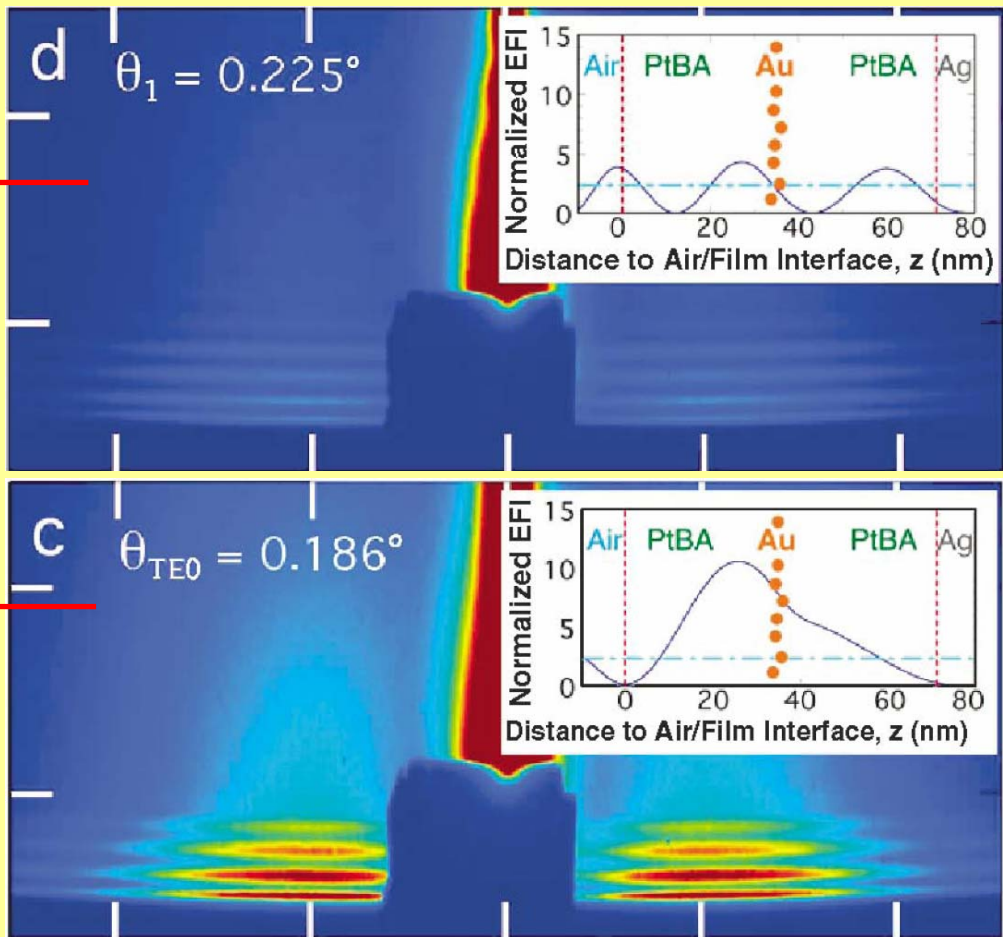 d
θ₁ = 0.225°
Normalized EFI
15
10
5
0
Air PtBA Au PtBA Ag
0 20 40 60 80
Distance to Air/Film Interface, z (nm)
c
θTE0 = 0.186°
Normalized EFI
15
10
5
0
Air PtBA Au PtBA Ag
0 20 40 60 80
Distance to Air/Film Interface, z (nm)